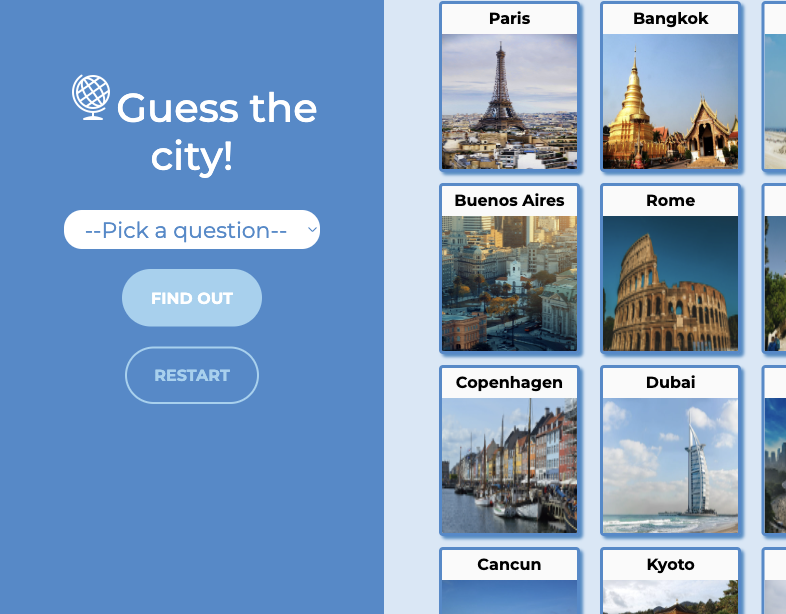 Guess the
city!
--Pick a question--
FIND OUT
RESTART
Paris
Bangkok
Buenos Aires
Rome
Copenhagen
Dubai
Cancun
Kyoto